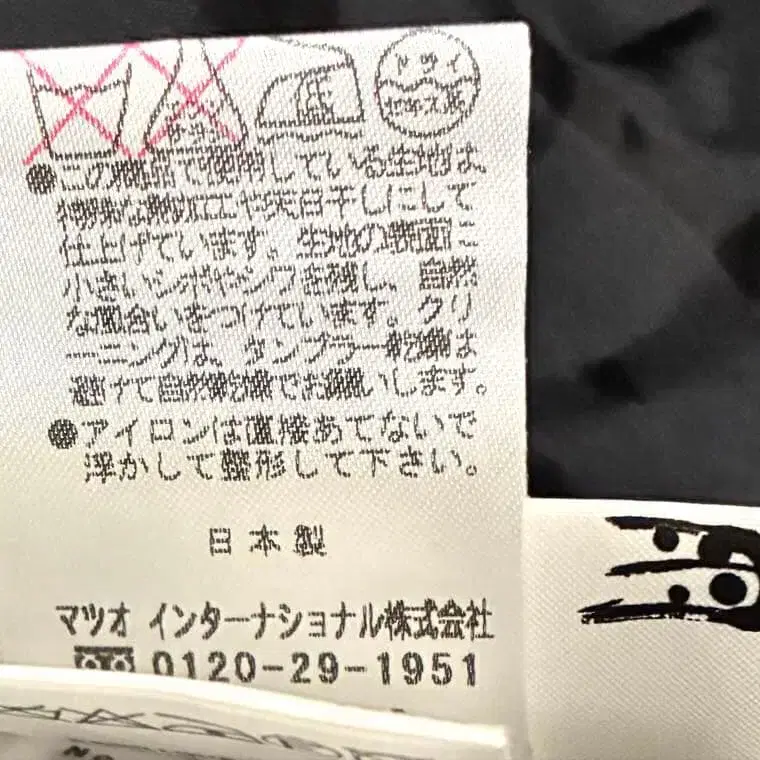 低
ドライ
セキユ系
●この商品で使用している生地は、
特殊な熱加工や天日干しにして
仕上げています。生地の表面に
小さいシボやシワを残し、自然
な風合いをつけています。クリ
ーニングは、タンブラー乾燥は
避けて自然乾燥でお願いします。
●アイロンは直接あてないで
浮かして整形して下さい。
日本製
マツオ インターナショナル株式会社
0120-29-1951